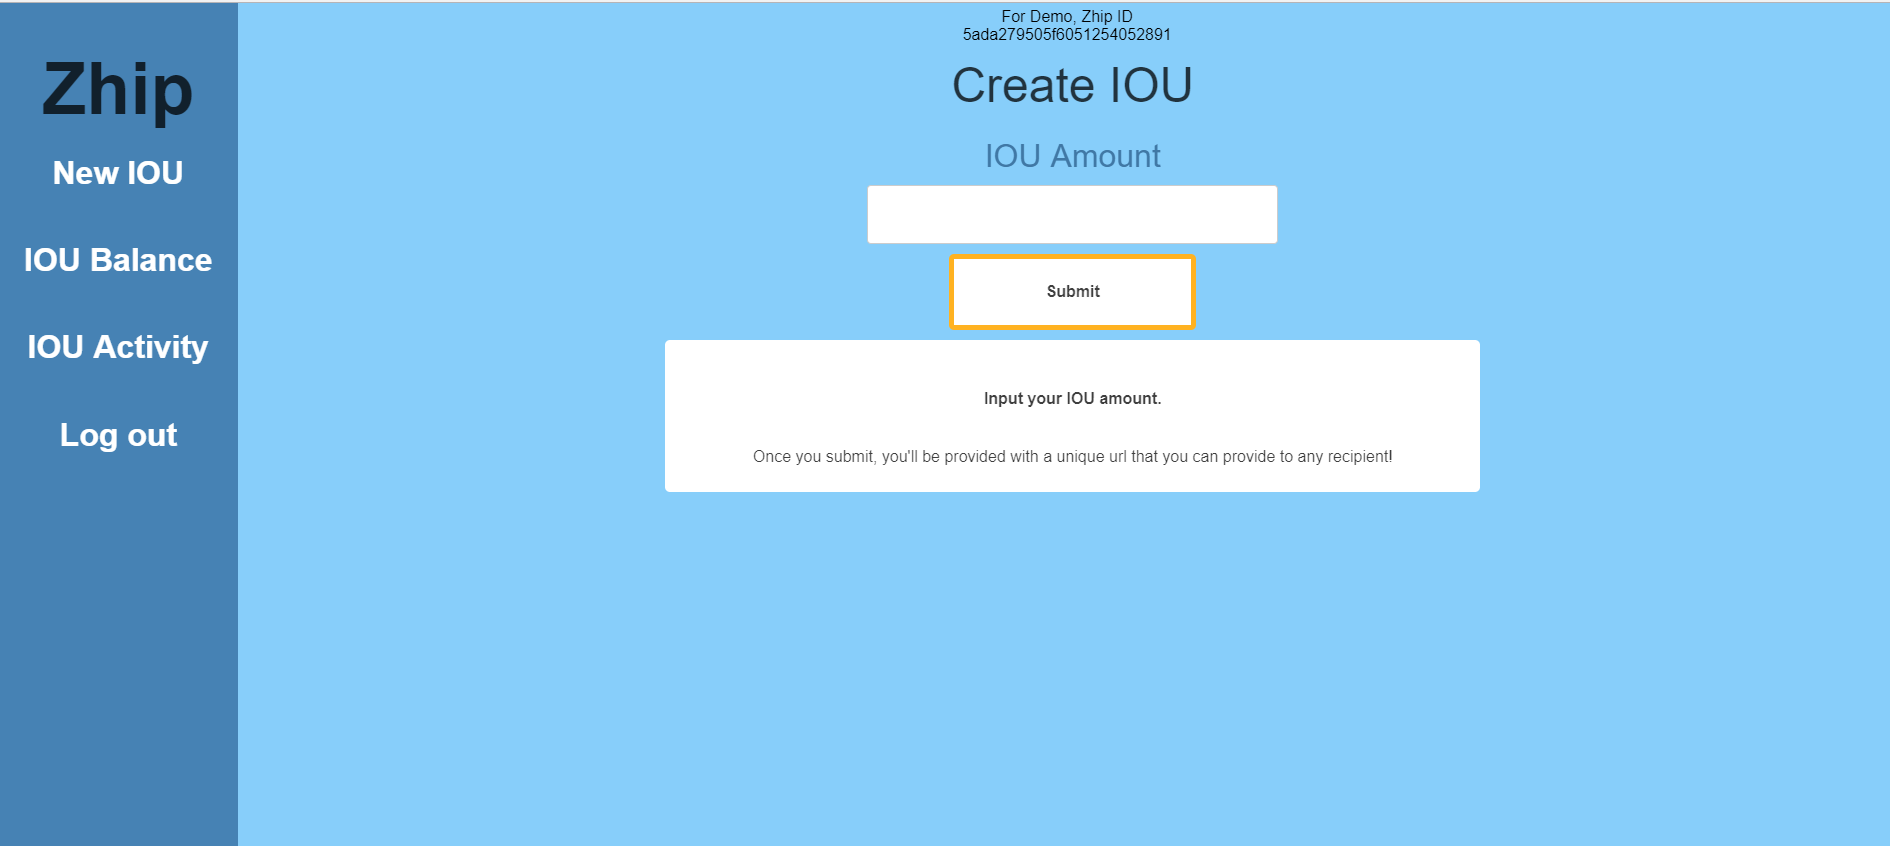 Zhip
New IOU
IOU Balance
IOU Activity
Log out
For Demo, Zhip ID
5ada279505f6051254052891
Create IOU
IOU Amount
Submit
Input your IOU amount.
Once you submit, you'll be provided with a unique url that you can provide to any recipient!